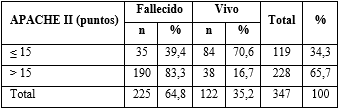 APACHE II (puntos) Fallecido Vivo Total %
n % n %
≤ 15 35 39,4 84 70,6 119 34,3
> 15 190 83,3 38 16,7 228 65,7
Total 225 64,8 122 35,2 347 100